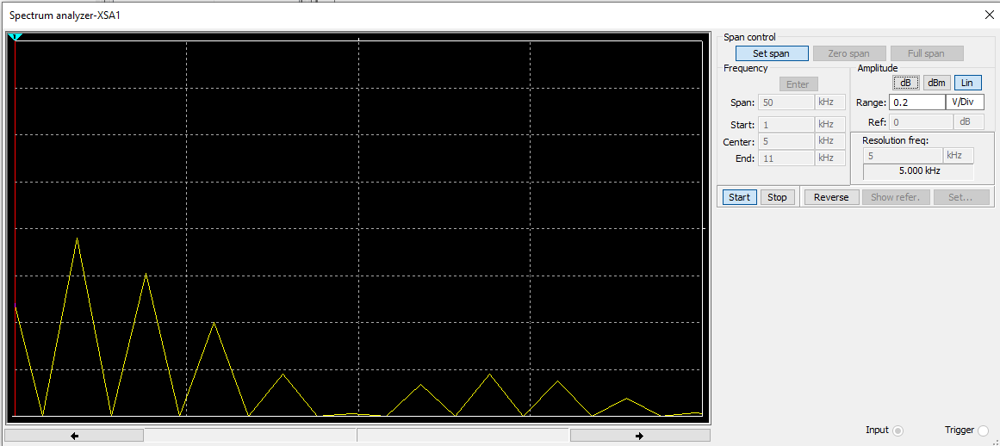 Spectrum analyzer-XSA1
Span control
Set span
Zero span
Full span
Frequency
Enter
Span: 50 kHz
Start: 1 kHz
Center: 5 kHz
End: 11 kHz
Amplitude
dB
dBm
Lin
Range: 0.2 V/Div
Ref: 0 dB
Resolution freq:
5 kHz
5.000 kHz
Start
Stop
Reverse
Show refer.
Set...
Input
Trigger